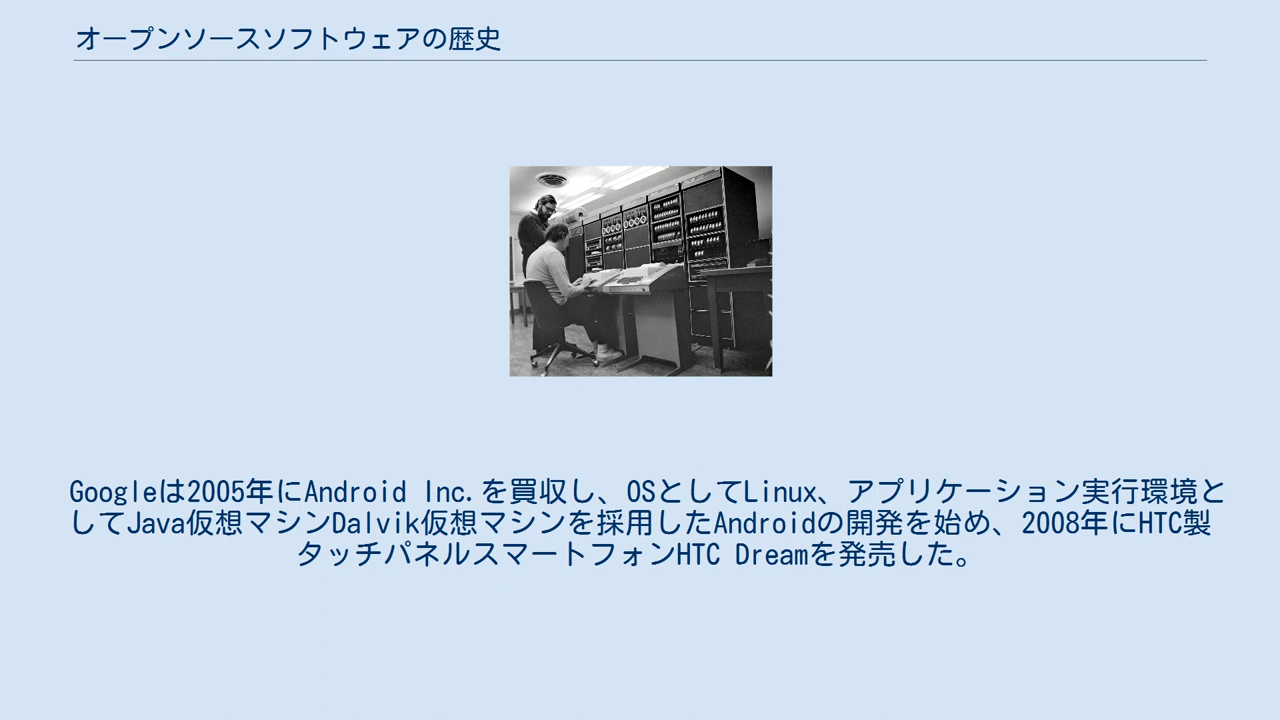 オープンソースソフトウェアの歴史
Googleは2005年にAndroid Inc.を買収し、OSとしてLinux、アプリケーション実行環境と
してJava仮想マシンDalvik仮想マシンを採用したAndroidの開発を始め、2008年にHTC製
タッチパネルスマートフォンHTC Dreamを発売した。